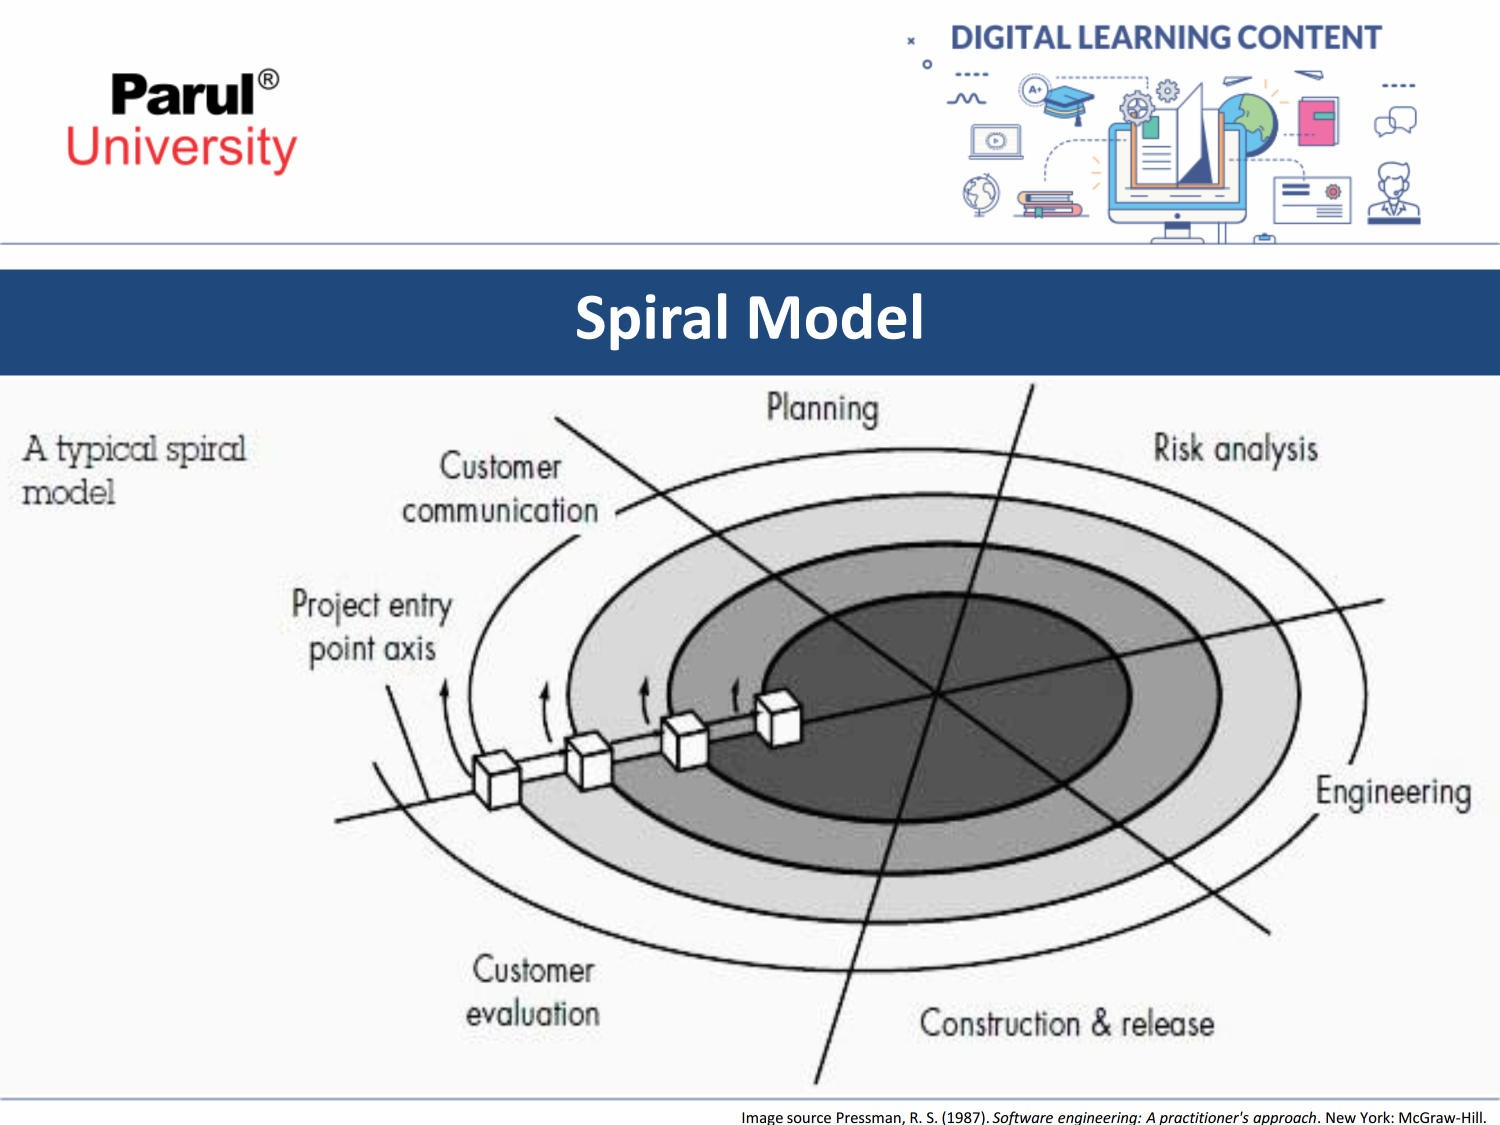 Parul®
University
DIGITAL LEARNING CONTENT
A+
Spiral Model
A typical spiral
model
Planning
Risk analysis
Customer
communication
Project entry
point axis
Engineering
Customer
evaluation
Construction & release
Image source Pressman, R. S. (1987). Software engineering: A practitioner's approach. New York: McGraw-Hill.